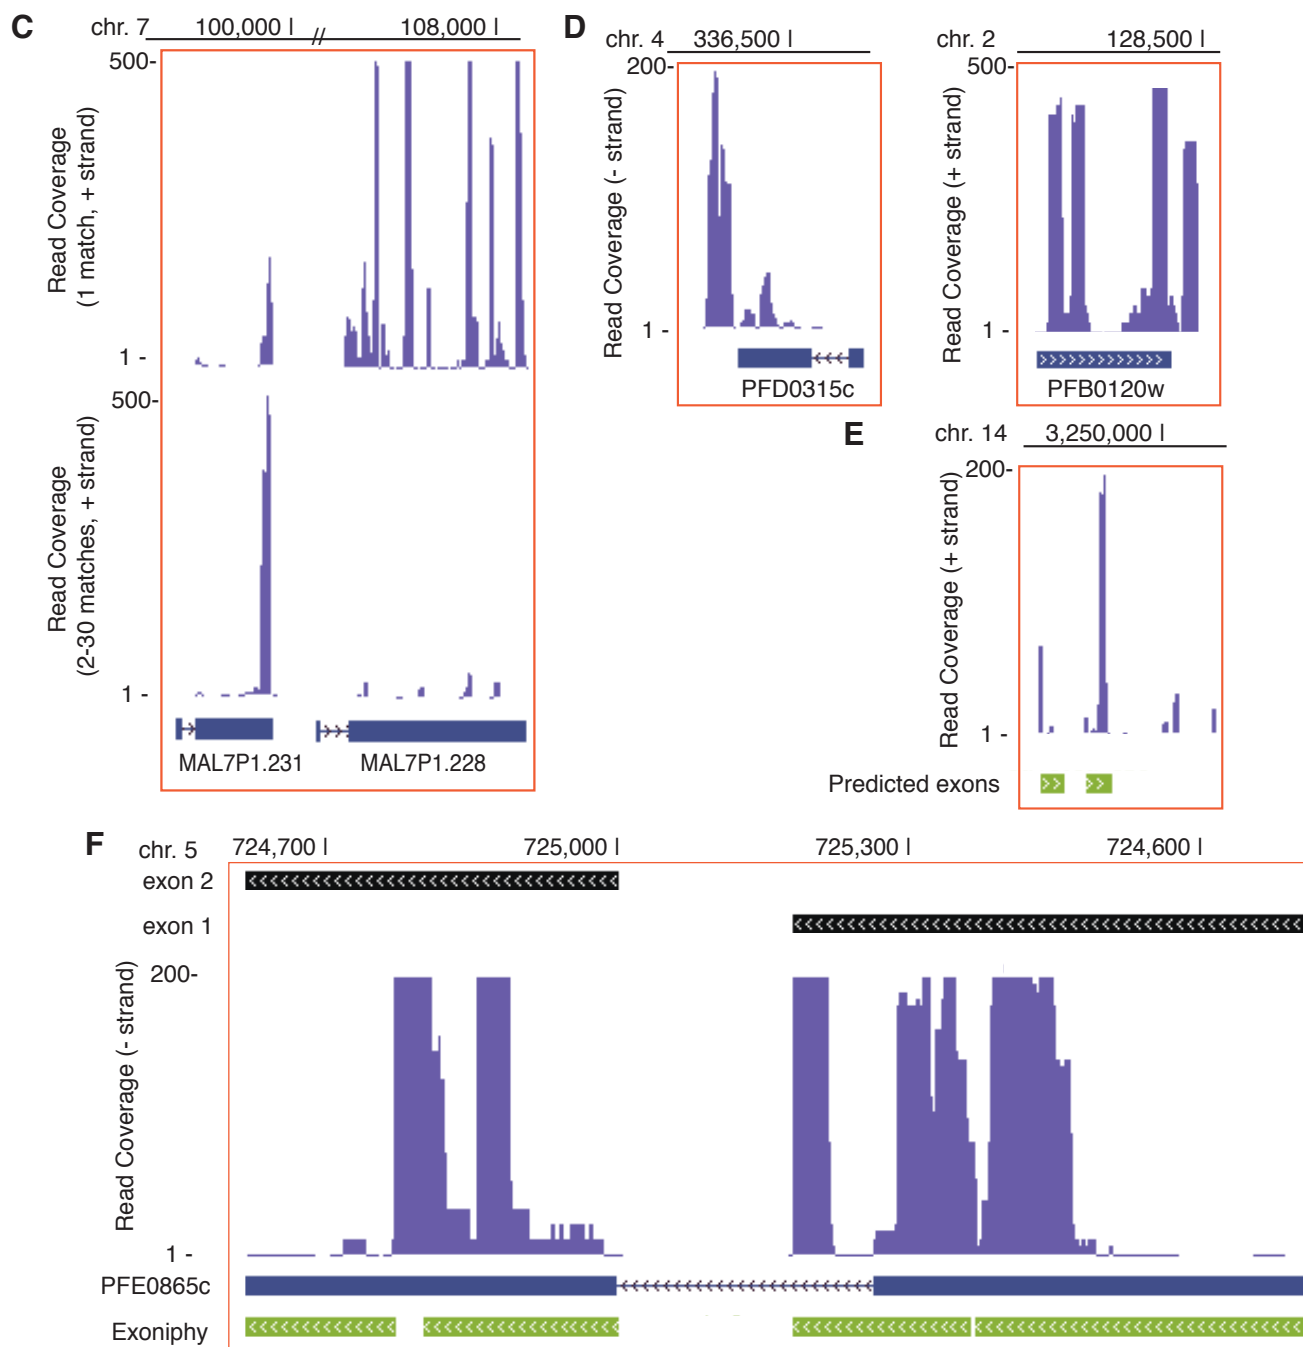 C
chr. 7 100,000 //  108,000
500-
Read Coverage
(1 match, + strand)
1 -
500-
Read Coverage
(2-30 matches, + strand)
1 -
MAL7P1.231 MAL7P1.228
D
chr. 4 336,500
200-
Read Coverage (- strand)
1 -
PFD0315c
chr. 2 128,500
500-
Read Coverage (+ strand)
1 -
PFB0120w
E
chr. 14 3,250,000
200-
Read Coverage (+ strand)
1 -
Predicted exons
F
chr. 5 724,700 725,000 725,300 724,600
exon 2
exon 1
200-
Read Coverage (- strand)
1 -
PFE0865c
Exoniphy